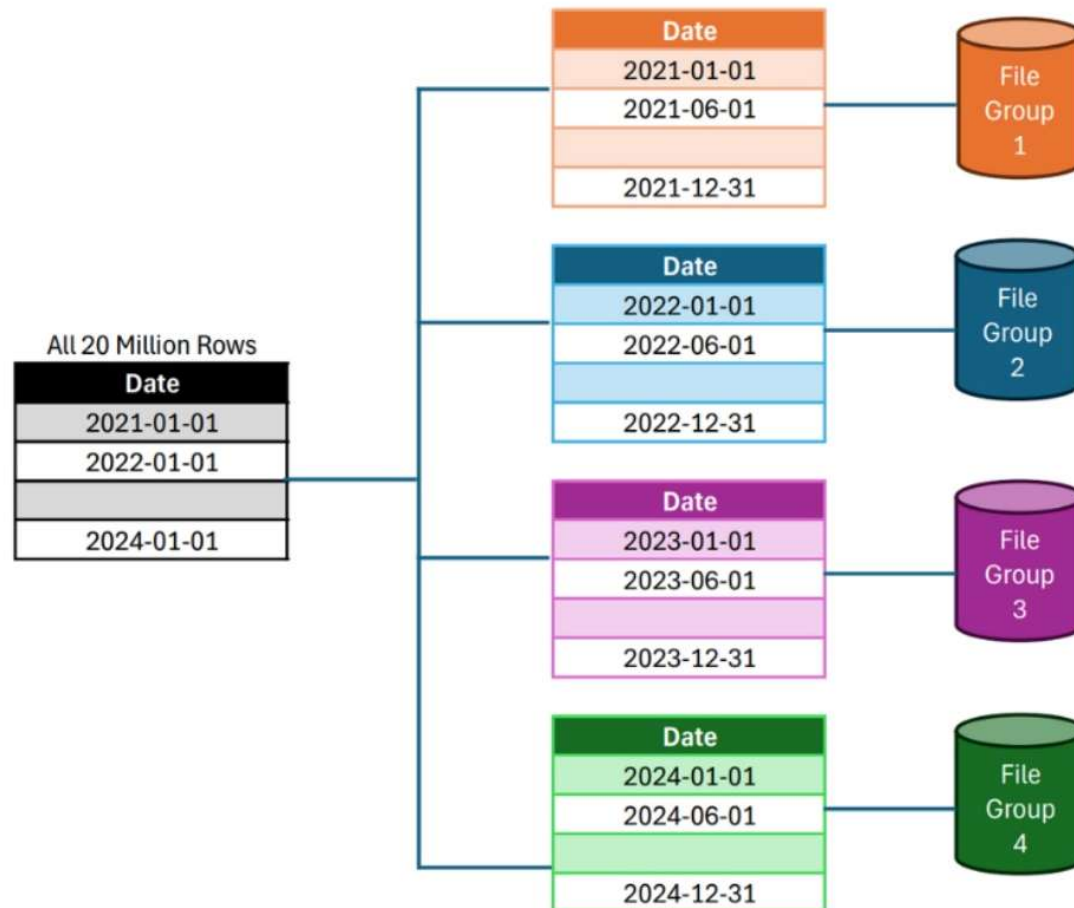 All 20 Million Rows
Date
2021-01-01
2022-01-01
2024-01-01
Date
2021-01-01
2021-06-01
2021-12-31
File
Group
1
Date
2022-01-01
2022-06-01
2022-12-31
File
Group
2
Date
2023-01-01
2023-06-01
2023-12-31
File
Group
3
Date
2024-01-01
2024-06-01
2024-12-31
File
Group
4